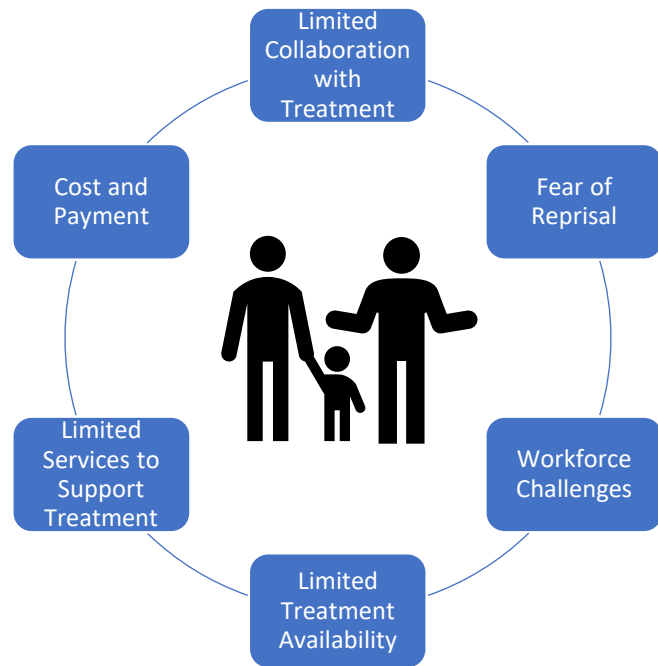 Limited
Collaboration
with
Treatment
Fear of
Reprisal
Workforce
Challenges
Limited
Treatment
Availability
Limited
Services to
Support
Treatment
Cost and
Payment